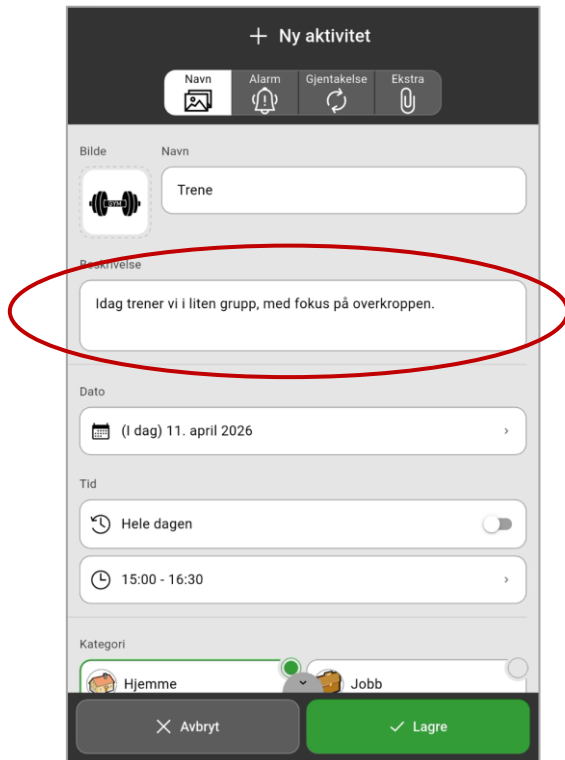 + Ny aktivitet
Navn Alarm Gjentakelse Ekstra
Bilde Navn
GYM
Trene
Beskrivelse
Idag trener vi i liten grupp, med fokus på overkroppen.
Dato
(I dag) 11. april 2026
Tid
Hele dagen
15:00 - 16:30
Kategori
Hjemme Jobb
Avbryt Lagre